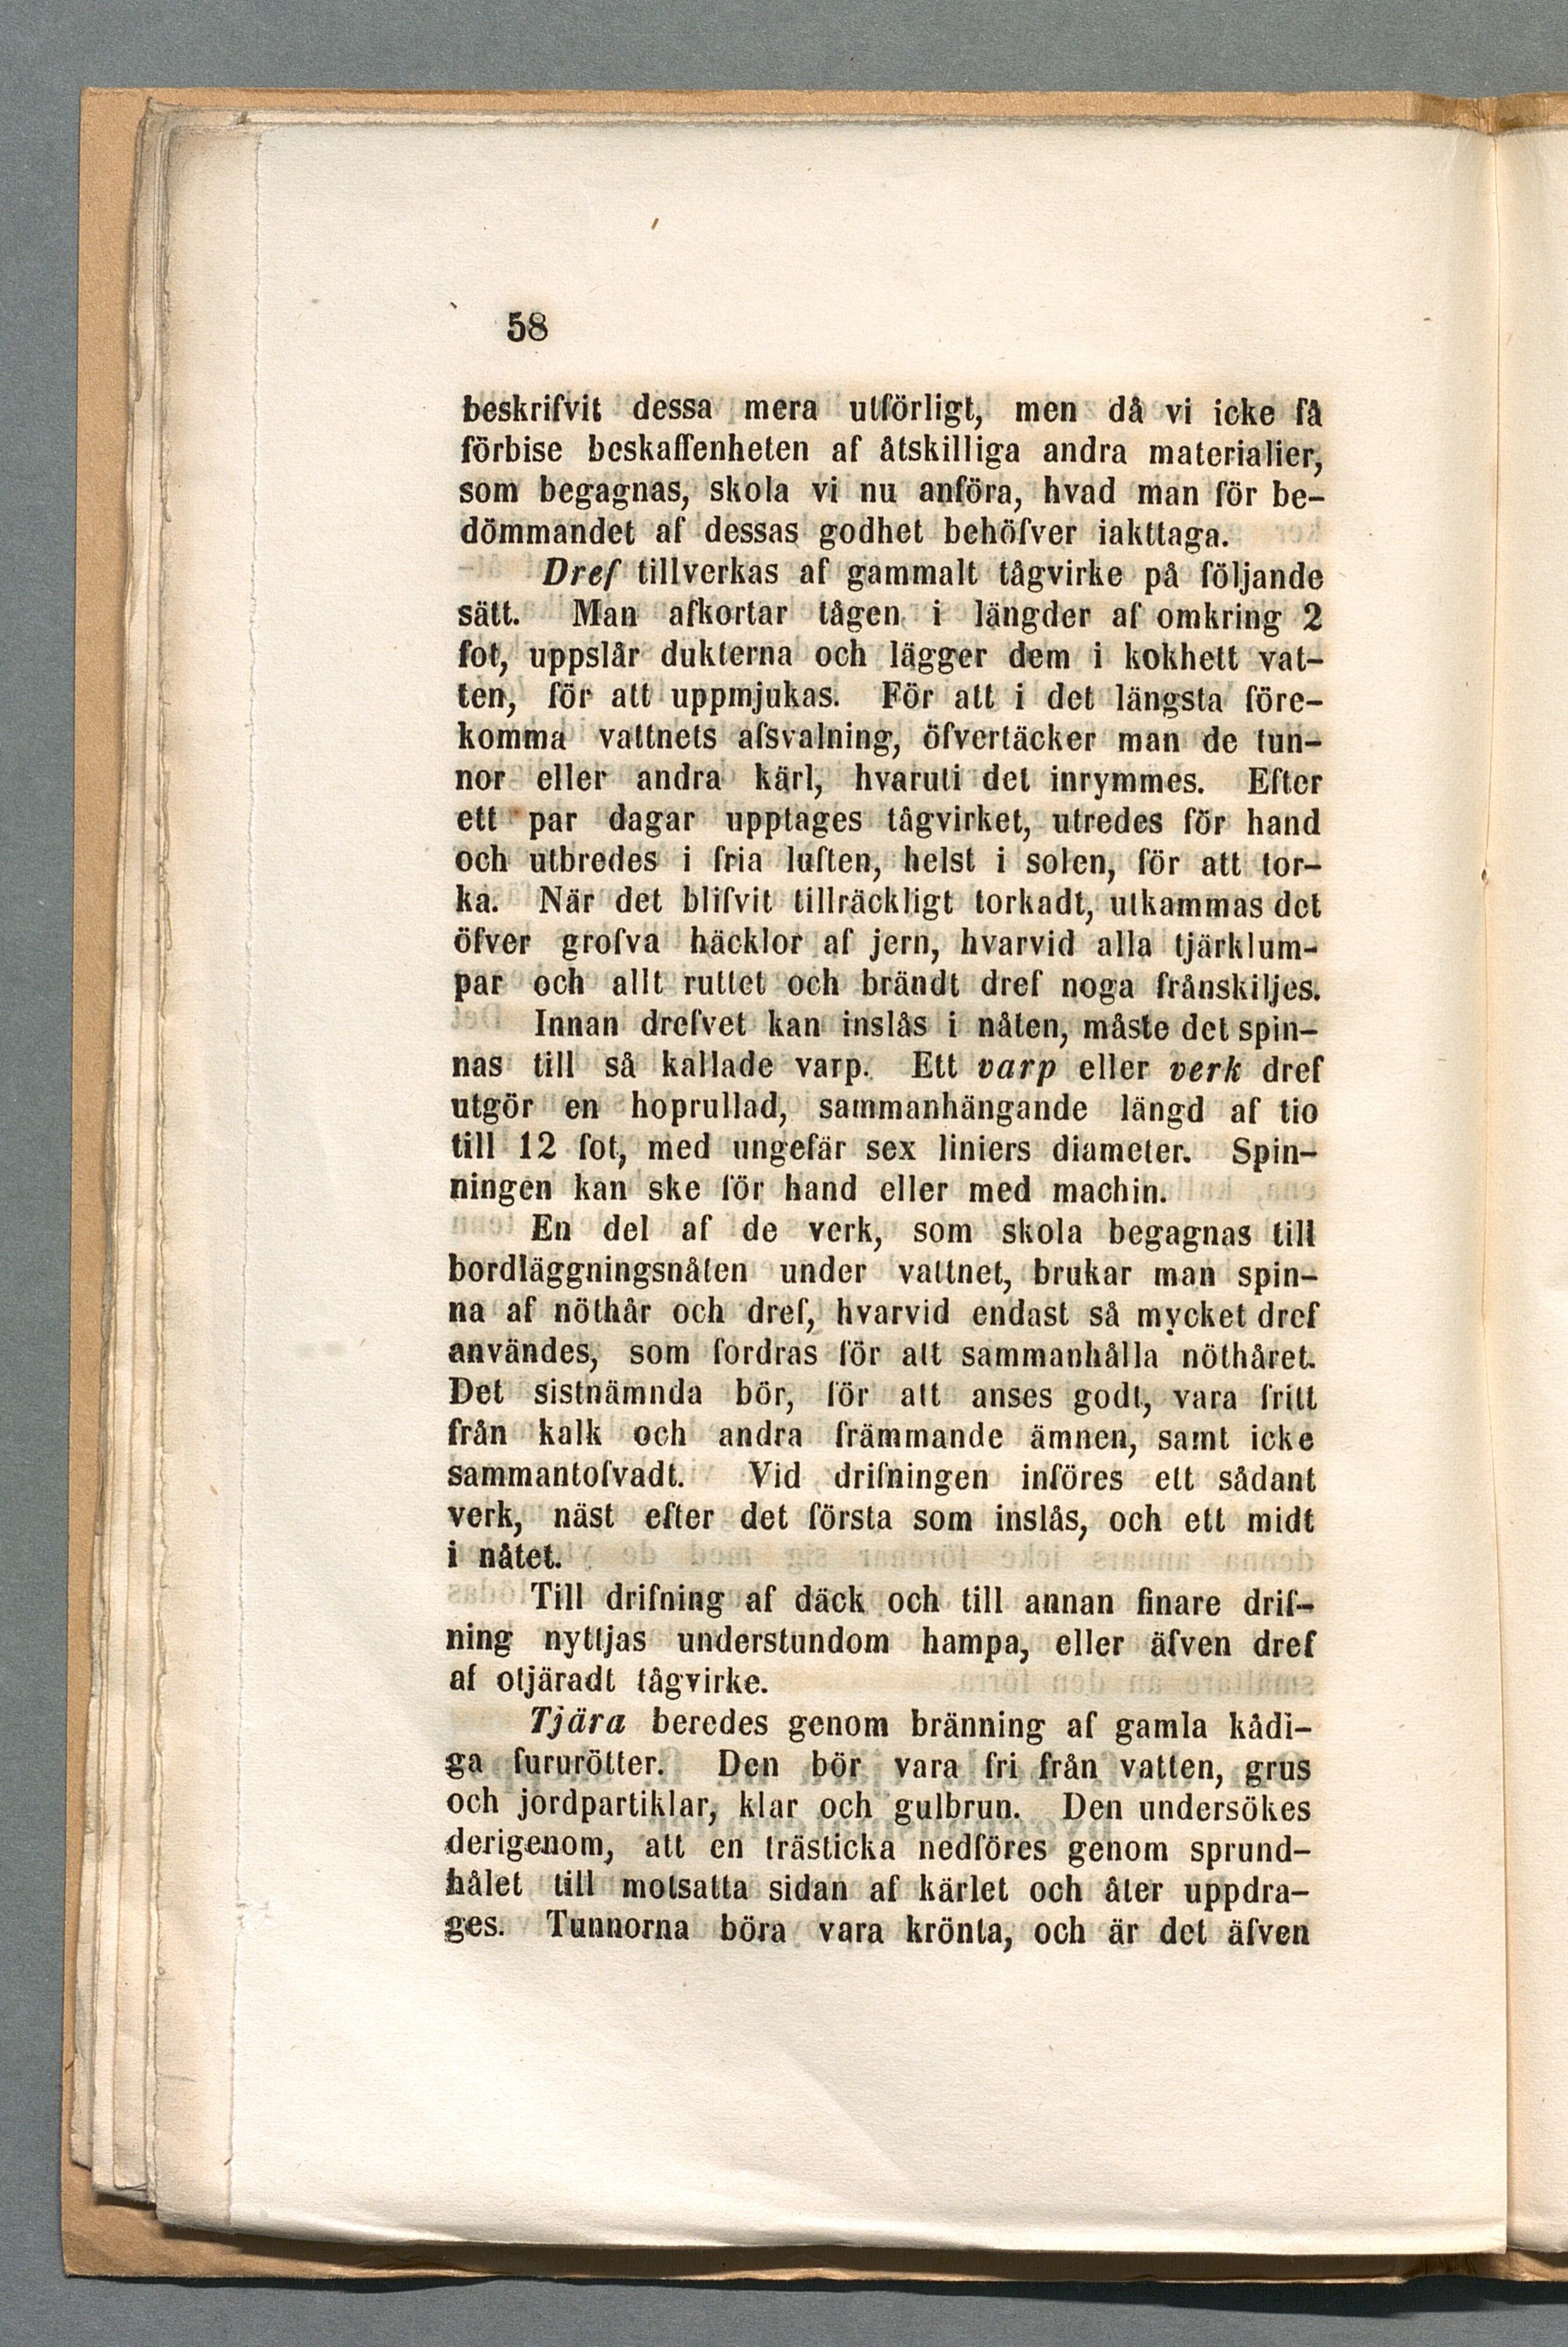 58
beskrifvit dessa mera utförligt, men då vi icke få
förbise beskaffenheten af åtskilliga andra materialier,
som begagnas, skola vi nu anföra, hvad man för be-
dömmandet af dessas godhet behöfver iakttaga.
Dref tillverkas af gammalt tågvirke på följande
sätt. Man afkortar tågen i längder af omkring 2
fot, uppslår dukterna och lägger dem i kokhett vat-
ten, för att uppmjukas. För att i det längsta före-
komma vattnets afsvalning, öfvertäcker man de tun-
nor eller andra kärl, hvaruti det inrymmes. Efter
ett par dagar upptages tågvirket, utredes för hand
och utbredes i fria luften, helst i solen, för att tor-
ka. När det blifvit tillräckligt torkadt, utkammas det
öfver grofva häcklor af jern, hvarvid alla tjärklum-
par och allt ruttet och brändt dref noga frånskiljes.
Innan drefvet kan inslås i nåten, måste det spin-
nas till så kallade varp. Ett varp eller verk dref
utgör en hoprullad, sammanhängande längd af tio
till 12 fot, med ungefär sex liniers diameter. Spin-
ningen kan ske för hand eller med machin.
En del af de verk, som skola begagnas till
bordläggningsnåten under vattnet, brukar man spin-
na af nöthår och dref, hvarvid endast så mycket dref
användes, som fordras för att sammanhålla nöthåret.
Det sistnämnda bör, för att anses godt, vara fritt
från kalk och andra främmande ämnen, samt icke
sammantofvadt. Vid drifningen införes ett sådant
verk, näst efter det första som inslås, och ett midt
i nåtet.
Till drifning af däck och till annan finare drif-
ning nyttjas understundom hampa, eller äfven dref
af otjäradt tågvirke.
Tjära beredes genom bränning af gamla kådi-
ga fururötter. Den bör vara fri från vatten, grus
och jordpartiklar, klar och gulbrun. Den undersökes
derigenom, att en trästicka nedföres genom sprund-
hålet till motsatta sidan af kärlet och åter uppdra-
ges. Tunnorna böra vara krönta, och är det äfven